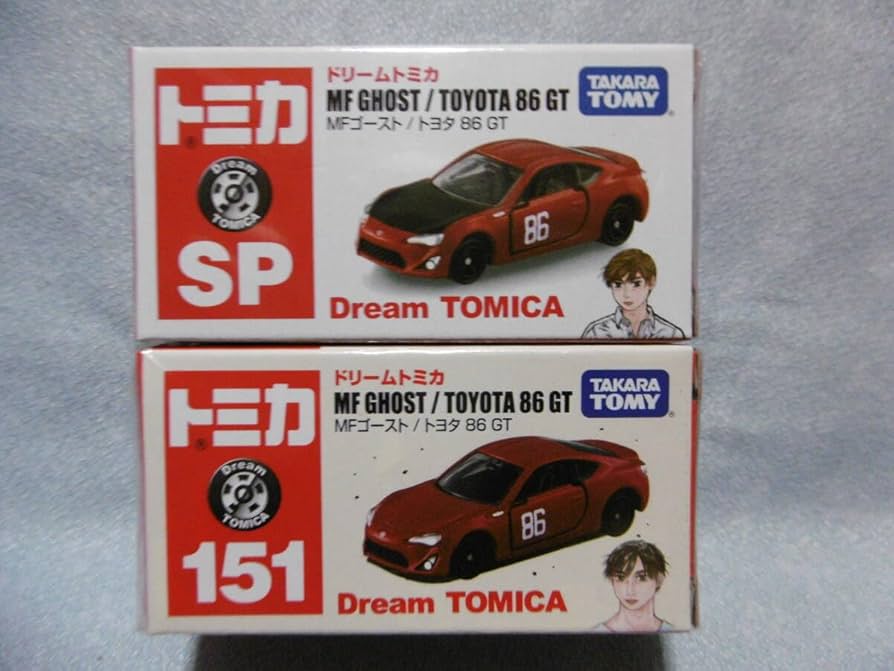 トミカ
Dream
TOMICA
SP
ドリームトミカ
MF GHOST / TOYOTA 86 GT
MFゴースト / トヨタ 86 GT
TAKARA
TOMY
86
Dream TOMICA
トミカ
Dream
TOMICA
151
ドリームトミカ
MF GHOST / TOYOTA 86 GT
MFゴースト / トヨタ 86 GT
TAKARA
TOMY
86
Dream TOMICA